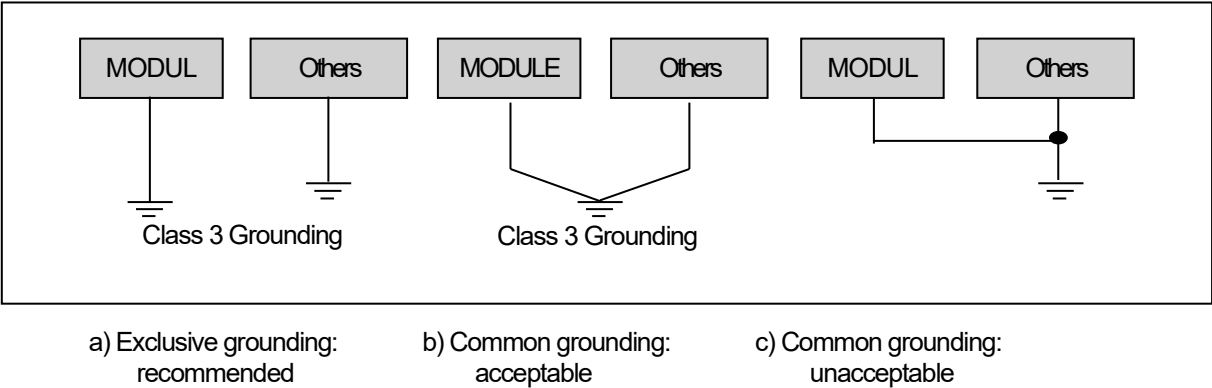 MODUL Others MODULE Others MODUL Others
Class 3 Grounding Class 3 Grounding
a) Exclusive grounding: b) Common grounding: c) Common grounding:
recommended acceptable unacceptable